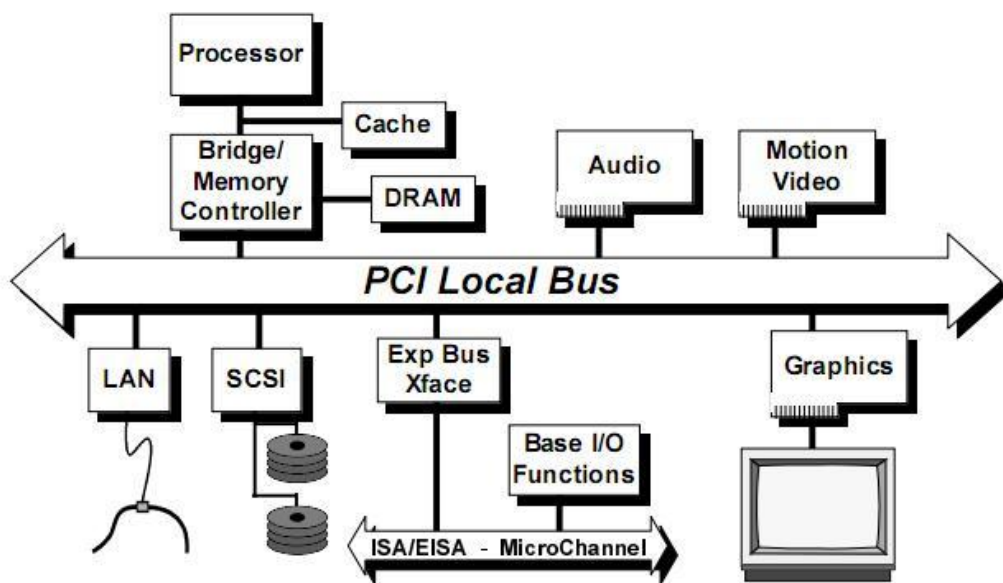 Processor
Cache
Bridge/
Memory
Controller
DRAM
Audio
Motion
Video
PCI Local Bus
LAN
SCSI
Exp Bus
Xface
Graphics
Base I/O
Functions
ISA/EISA - MicroChannel